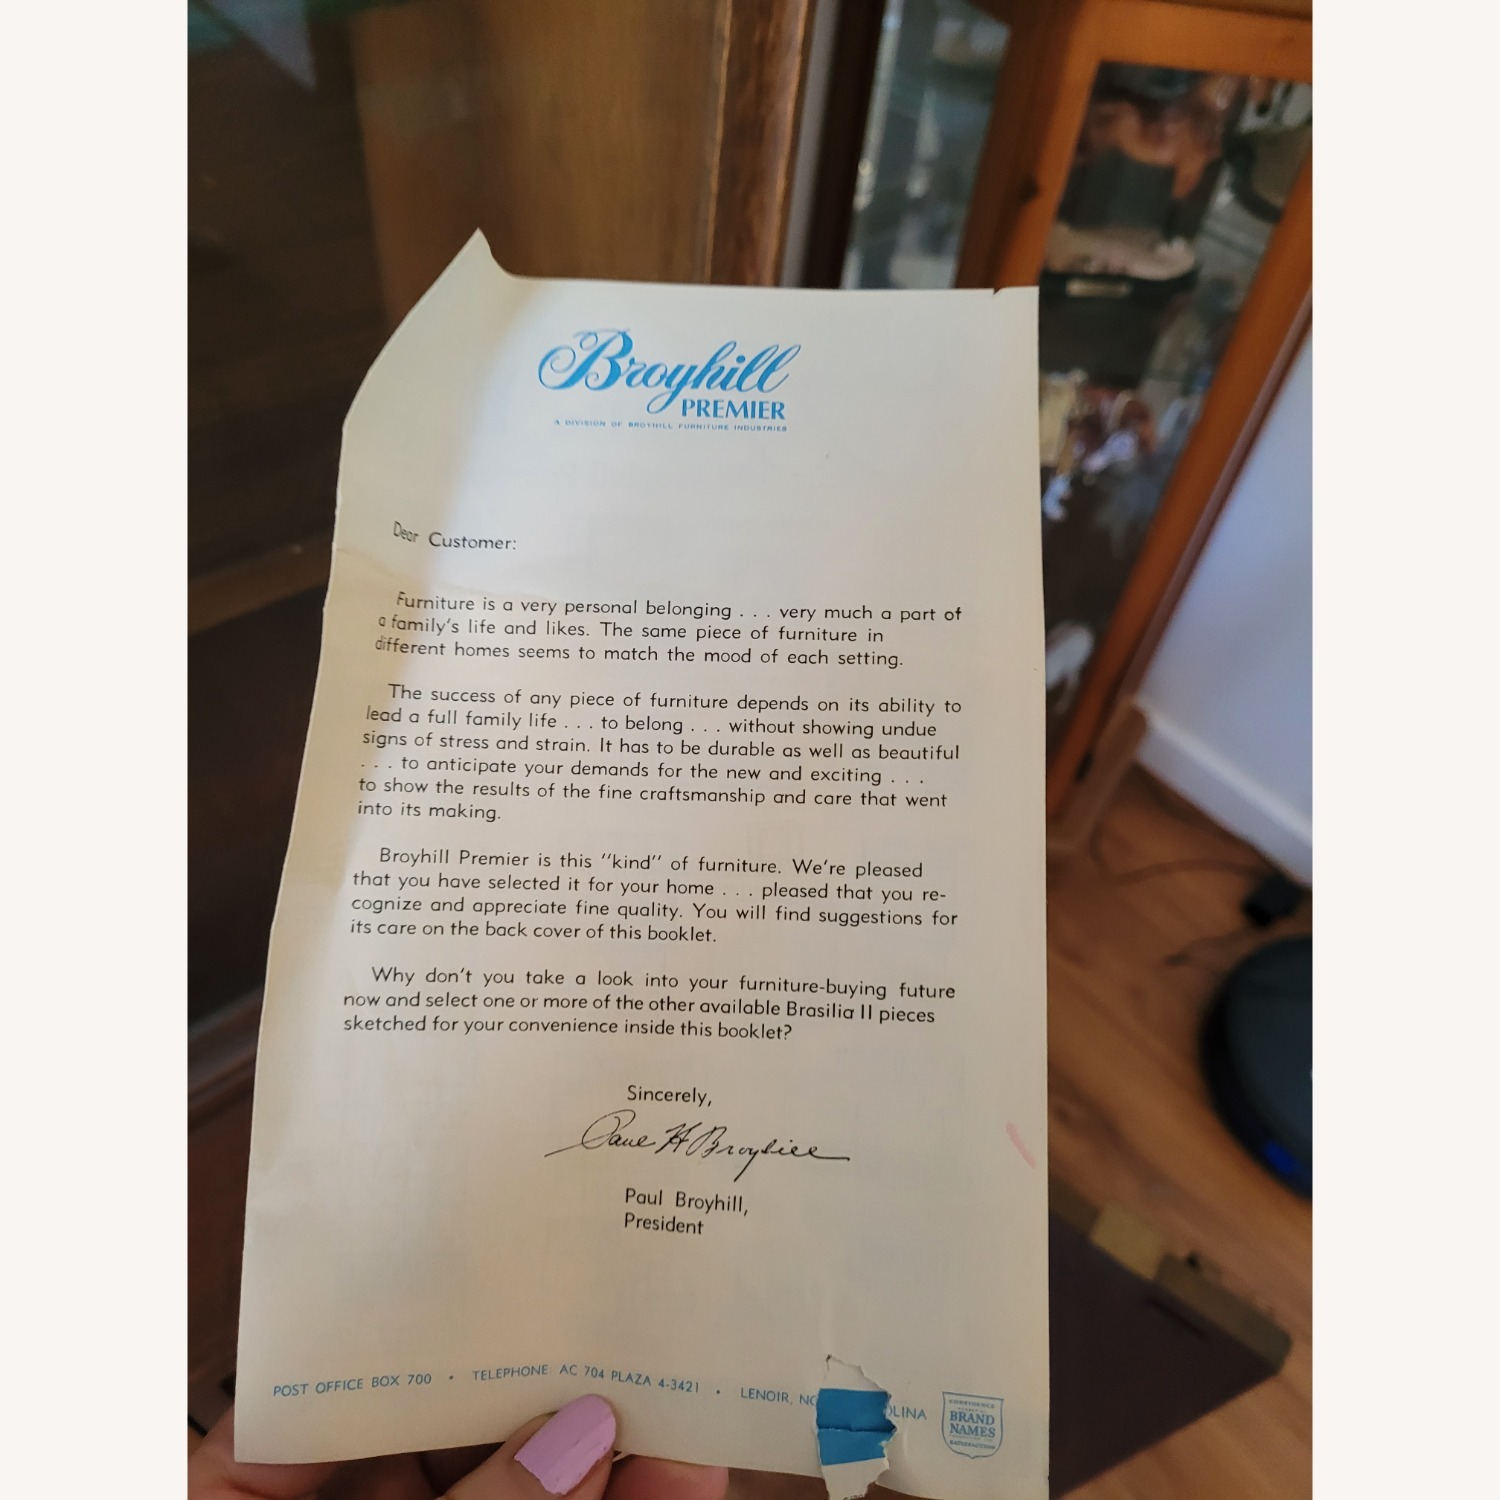 Broyhill
PREMIER
A DIVISION OF BROYHILL FURNITURE INDUSTRIES
Dear Customer:
Furniture is a very personal belonging . . . very much a part of
a family's life and likes. The same piece of furniture in
different homes seems to match the mood of each setting.
The success of any piece of furniture depends on its ability to
lead a full family life . . . to belong . . . without showing undue
signs of stress and strain. It has to be durable as well as beautiful
. . . to anticipate your demands for the new and exciting . . .
to show the results of the fine craftsmanship and care that went
into its making.
Broyhill Premier is this "kind" of furniture. We're pleased
that you have selected it for your home . . . pleased that you re-
cognize and appreciate fine quality. You will find suggestions for
its care on the back cover of this booklet.
Why don't you take a look into your furniture-buying future
now and select one or more of the other available Brasilia II pieces
sketched for your convenience inside this booklet?
Sincerely,
Paul H Broyhill
Paul Broyhill,
President
POST OFFICE BOX 700 • TELEPHONE: AC 704 PLAZA 4-3421 • LENOIR, NO OLINA
CONFIDENCE
BRAND
NAMES
SATISFACTION